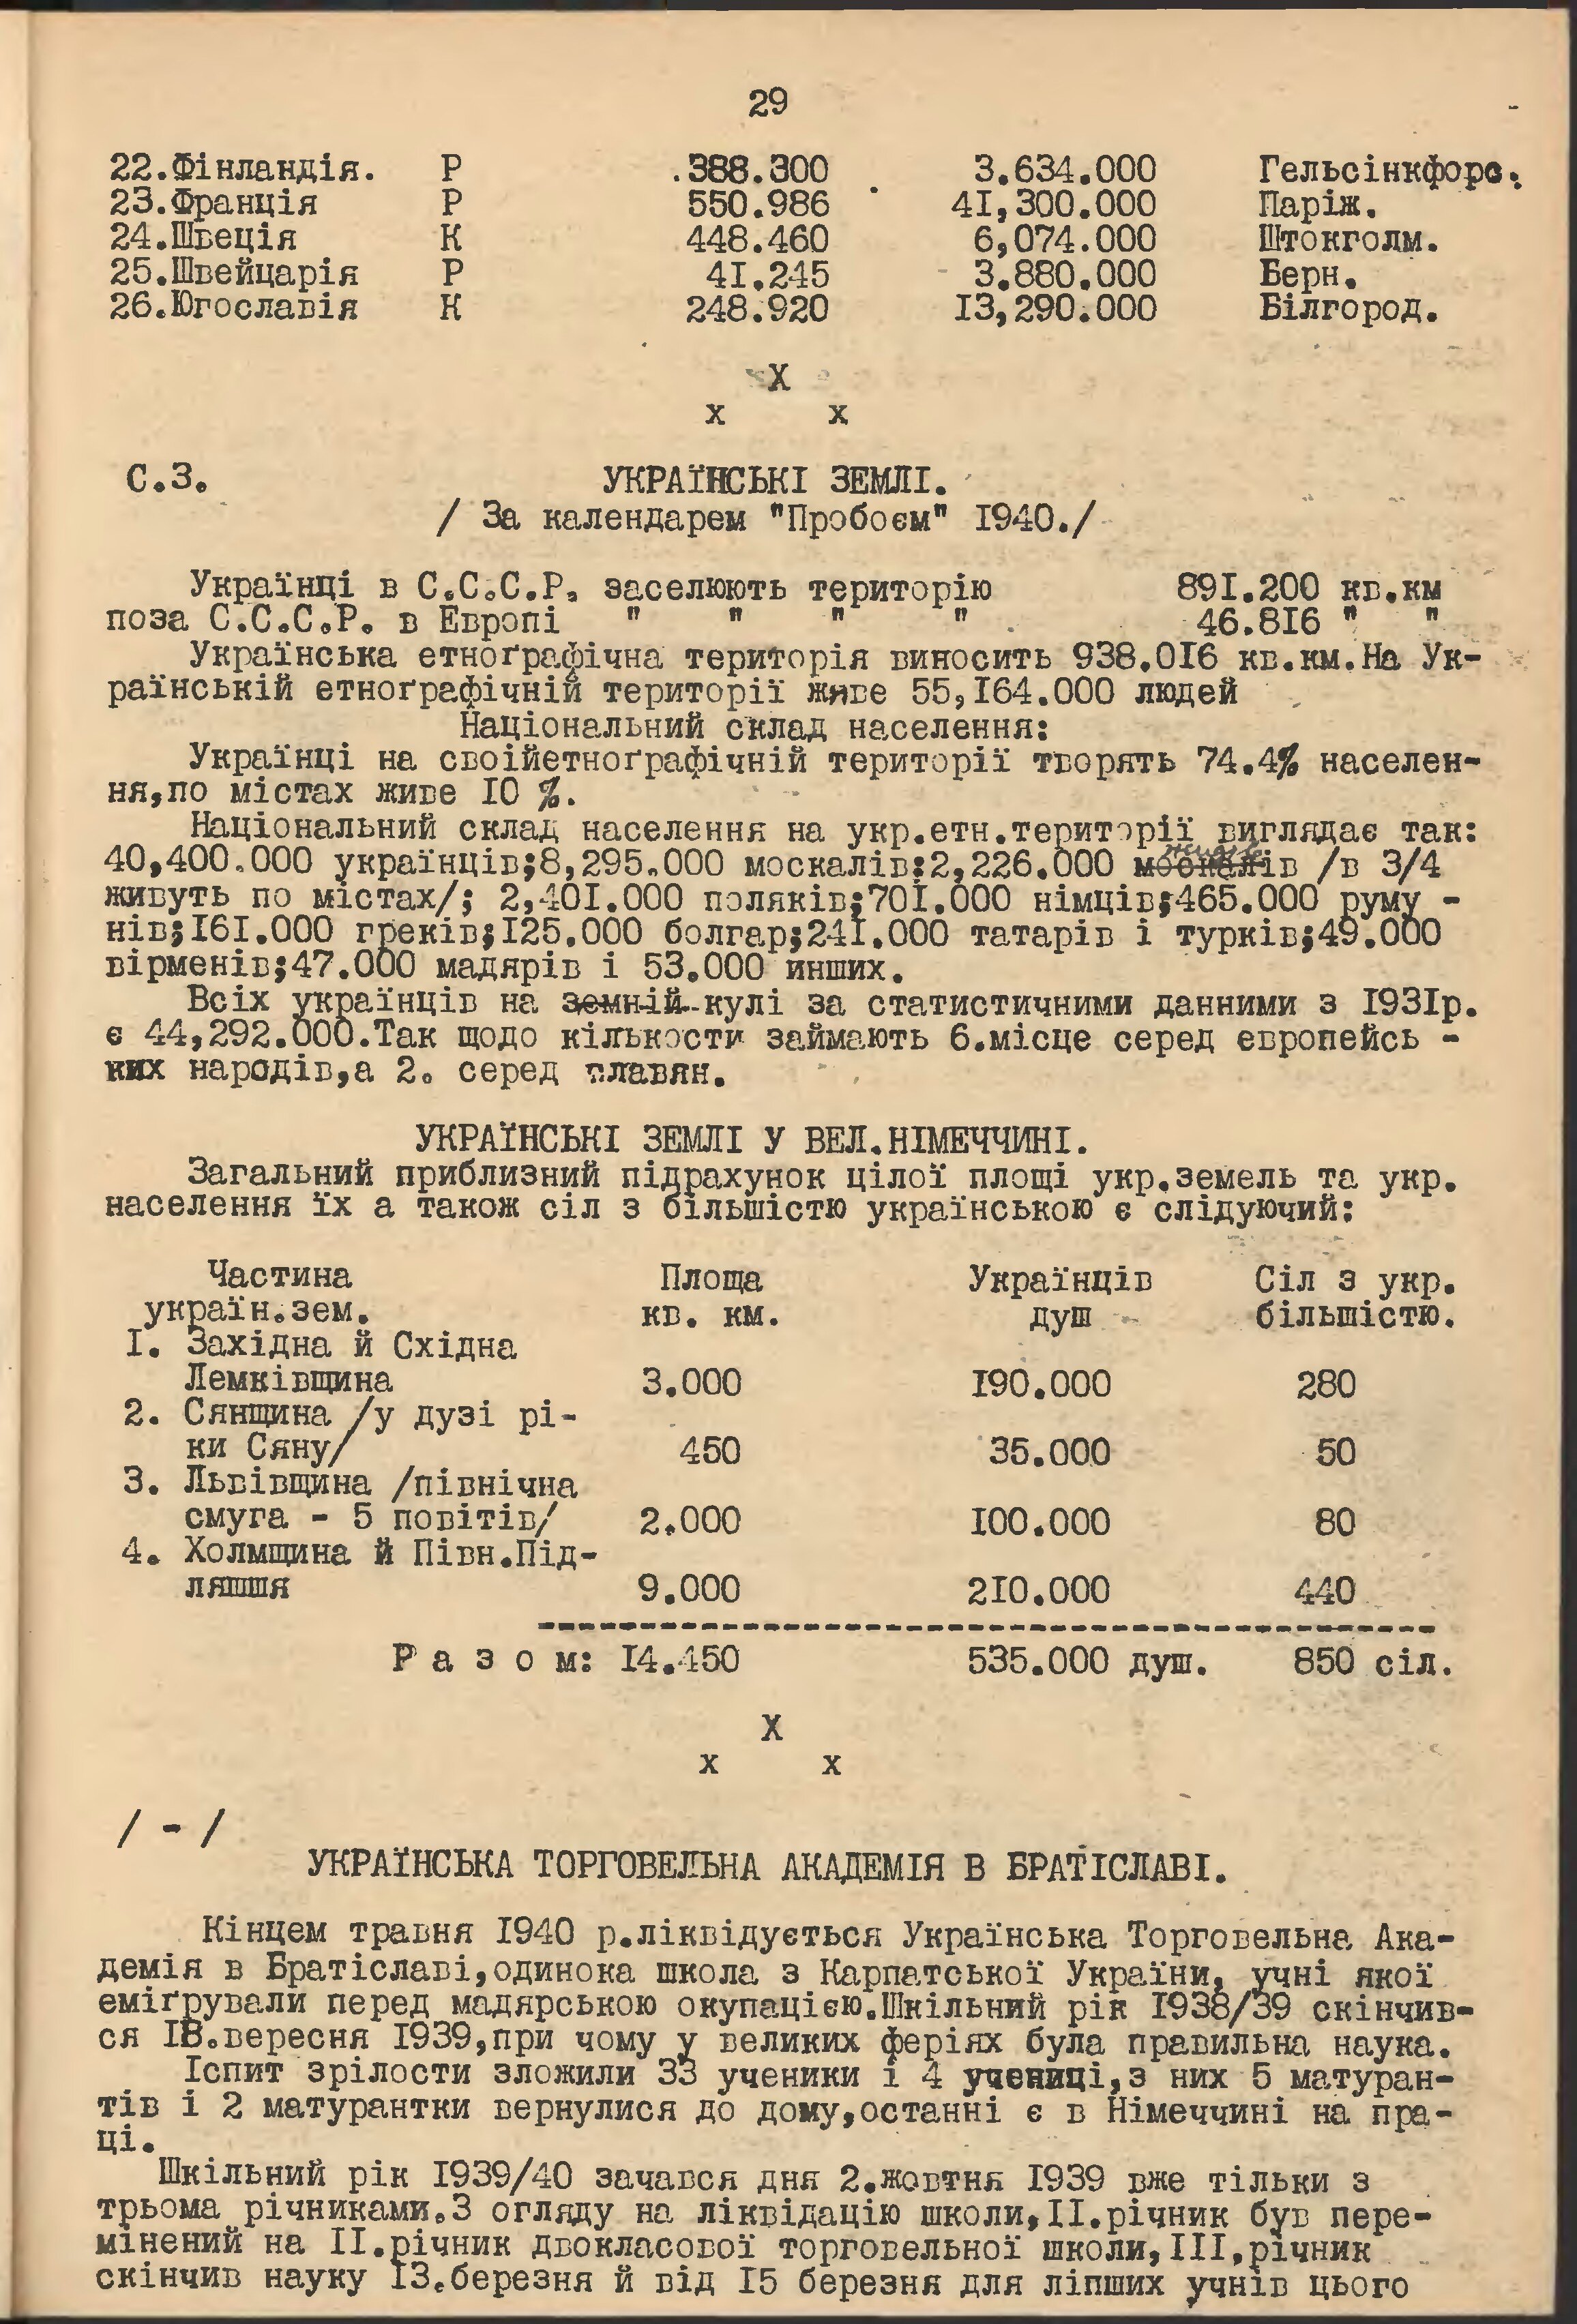 29
22.Фінландія. Р 388.300 3.634.000 Гельсінкфорс.
23.Франція Р 550.986 41,300.000 Паріж.
24.Швеція К 448.460 6,074.000 Штокголм.
25.Швейцарія Р 41.245 3.880.000 Берн.
26.Югославія К 248.920 13,290.000 Білгород.
Х
х х
С.З. УКРАЇНСЬКІ ЗЕМЛІ.
/ За календарем "Пробоєм" 1940./
Українці в С.С.С.Р. заселюють територію 891.200 кв.км
поза С.С.С.Р. в Европі " " " " 46.816 " "
Українська етноґрафічна територія виносить 938.016 кв.км.На Ук-
раїнській етноґрафічній території живе 55,164.000 людей
Національний склад населення:
Українці на своійетноґрафічній території творять 74.4% населен-
ня,по містах живе 10 %.
Національний склад населення на укр.етн.території виглядає так:
40,400.000 українців;8,295.000 москалів;2,226.000 жидів /в 3/4
живуть по містах/; 2,401.000 поляків;701.000 німців;465.000 руму -
нів;161.000 греків;125.000 болгар;241.000 татарів і турків;49.000
вірменів;47.000 мадярів і 53.000 инших.
Всіх українців на земній кулі за статистичними данними з 1931р.
є 44,292.000.Так щодо кількости займають 6.місце серед европейсь -
ких народів,а 2. серед плавян.
УКРАЇНСЬКІ ЗЕМЛІ У ВЕЛ.НІМЕЧЧИНІ.
Загальний приблизний підрахунок цілої площі укр.земель та укр.
населення їх а також сіл з більшістю українською є слідуючий:
Частина Площа Українців Сіл з укр.
україн.зем. кв. км. душ більшістю.
1. Західна й Східна
Лемківщина 3.000 190.000 280
2. Сянщина /у дузі рі-
ки Сяну/ 450 35.000 50
3. Львівщина /північна
смуга - 5 повітів/ 2.000 100.000 80
4. Холмщина й Півн.Під-
ляшшя 9.000 210.000 440
Р а з о м: 14.450 535.000 душ. 850 сіл.
Х
х х
/ - /
УКРАЇНСЬКА ТОРГОВЕЛЬНА АКАДЕМІЯ В БРАТІСЛАВІ.
Кінцем травня 1940 р.ліквідується Українська Торговельна Ака-
демія в Братіславі,одинока школа з Карпатської України, учні якої
еміґрували перед мадярською окупацією.Шкільний рік 1938/39 скінчив-
ся 18.вересня 1939,при чому у великих феріях була правильна наука.
Іспит зрілости зложили 33 ученики і 4 учениці,з них 5 матуран-
тів і 2 матурантки вернулися до дому,останні є в Німеччині на пра-
ці.
Шкільний рік 1939/40 зачався дня 2.жовтня 1939 вже тільки з
трьома річниками.З огляду на ліквідацію школи,II.річник був пере-
мінений на II.річник двокласової торговельної школи,III.річник
скінчив науку 13.березня й від 15 березня для ліпших учнів цього